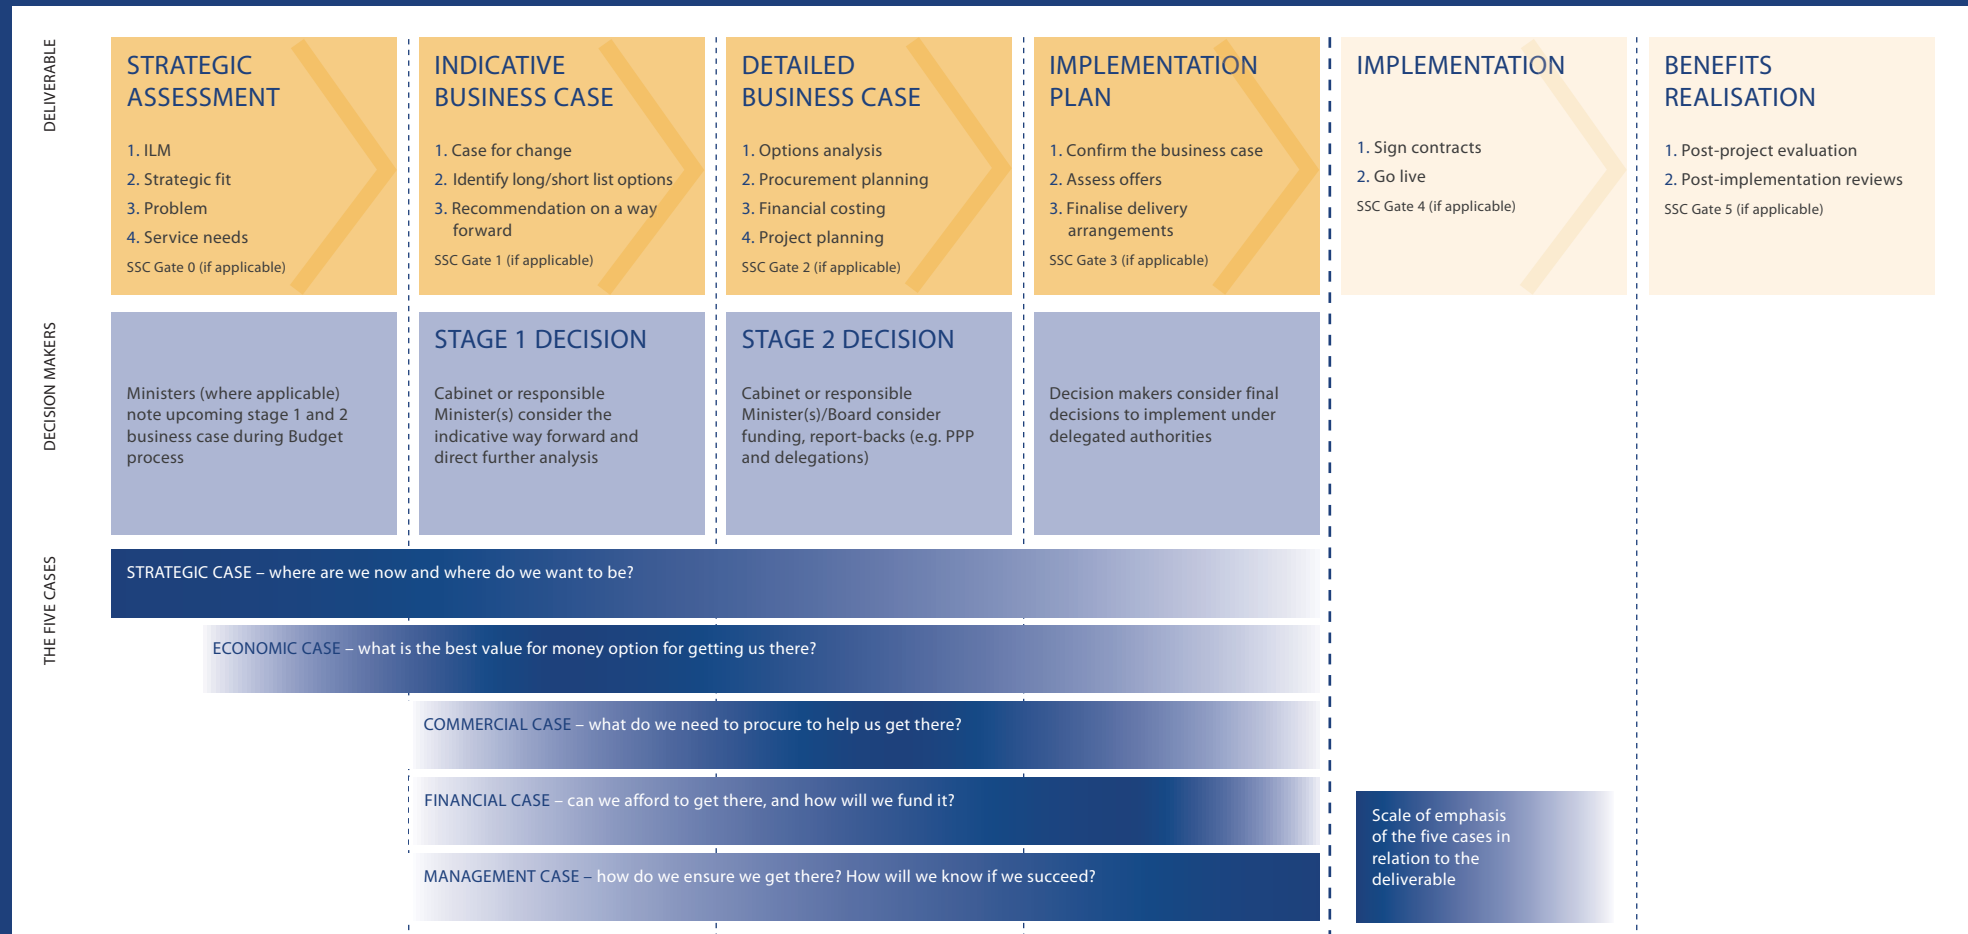 DELIVERABLE
STRATEGIC
ASSESSMENT
1. ILM
2. Strategic fit
3. Problem
4. Service needs
SSC Gate 0 (if applicable)
INDICATIVE
BUSINESS CASE
1. Case for change
2. Identify long/short list options
3. Recommendation on a way
forward
SSC Gate 1 (if applicable)
DETAILED
BUSINESS CASE
1. Options analysis
2. Procurement planning
3. Financial costing
4. Project planning
SSC Gate 2 (if applicable)
IMPLEMENTATION
PLAN
1. Confirm the business case
2. Assess offers
3. Finalise delivery
arrangements
SSC Gate 3 (if applicable)
IMPLEMENTATION
1. Sign contracts
2. Go live
SSC Gate 4 (if applicable)
BENEFITS
REALISATION
1. Post-project evaluation
2. Post-implementation reviews
SSC Gate 5 (if applicable)
DECISION MAKERS
Ministers (where applicable)
note upcoming stage 1 and 2
business case during Budget
process
STAGE 1 DECISION
Cabinet or responsible
Minister(s) consider the
indicative way forward and
direct further analysis
STAGE 2 DECISION
Cabinet or responsible
Minister(s)/Board consider
funding, report-backs (e.g. PPP
and delegations)
Decision makers consider final
decisions to implement under
delegated authorities
THE FIVE CASES
STRATEGIC CASE – where are we now and where do we want to be?
ECONOMIC CASE – what is the best value for money option for getting us there?
COMMERCIAL CASE – what do we need to procure to help us get there?
FINANCIAL CASE – can we afford to get there, and how will we fund it?
MANAGEMENT CASE – how do we ensure we get there? How will we know if we succeed?
Scale of emphasis
of the five cases in
relation to the
deliverable